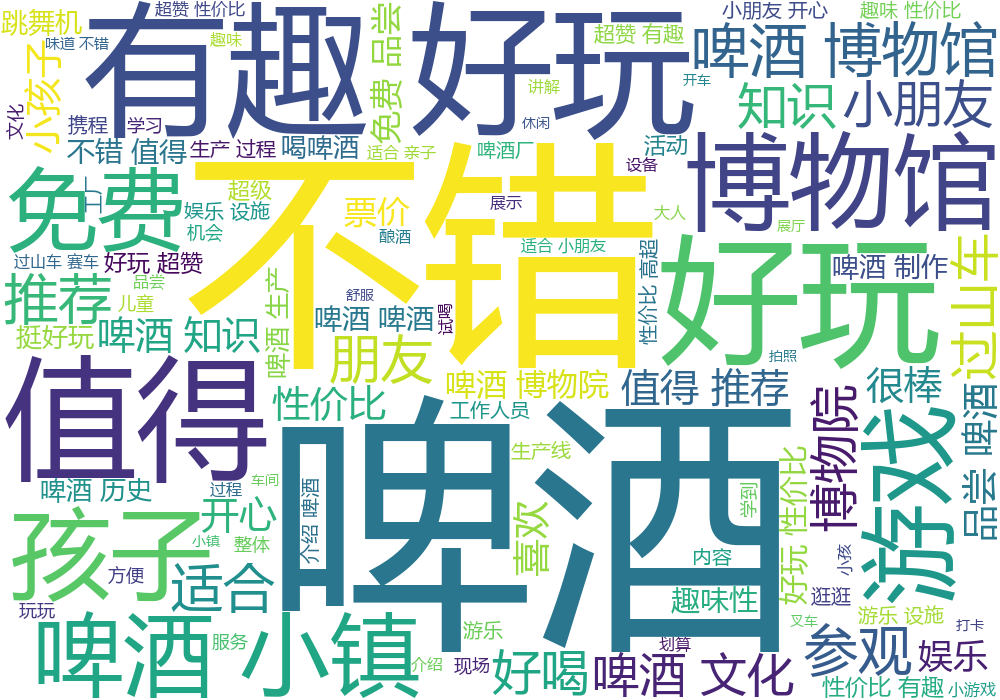 跳舞机
超赞 性价比
有趣 好玩
品尝 免费
小朋友 开心
趣味 性价比
味道 不错
趣味
超赞 有趣
啤酒 博物馆
小孩子
讲解
开车
知识
小朋友
文化
携程
学习
休闲
不错 值得
生产 过程
喝啤酒
适合 亲子
啤酒厂
活动
博物馆
不错
设备
免费
工厂
超级
票价
展示
大人
娱乐 设施
机会
酿酒
适合 小朋友
展厅
性价比 高超
好玩
过山车
过山车 赛车
好玩 超赞
啤酒 制作
推荐
品尝
儿童
啤酒 生产
舒服
试喝
挺好玩
啤酒 知识
啤酒 啤酒
朋友
拍照
值得
性价比
啤酒 博物院
值得 推荐
很棒
啤酒
工作人员
博物院
游戏
品尝 啤酒
生产线
好玩 性价比
啤酒 历史
过程
车间
介绍 啤酒
学到
孩子
开心
喜欢
小镇
整体
内容
小孩
方便
适合
趣味性
逛逛
玩玩
啤酒 小镇
服务
游乐
游乐 设施
叉车
打卡
划算
参观
娱乐
介绍
现场
好喝
啤酒 文化
性价比 有趣
小游戏